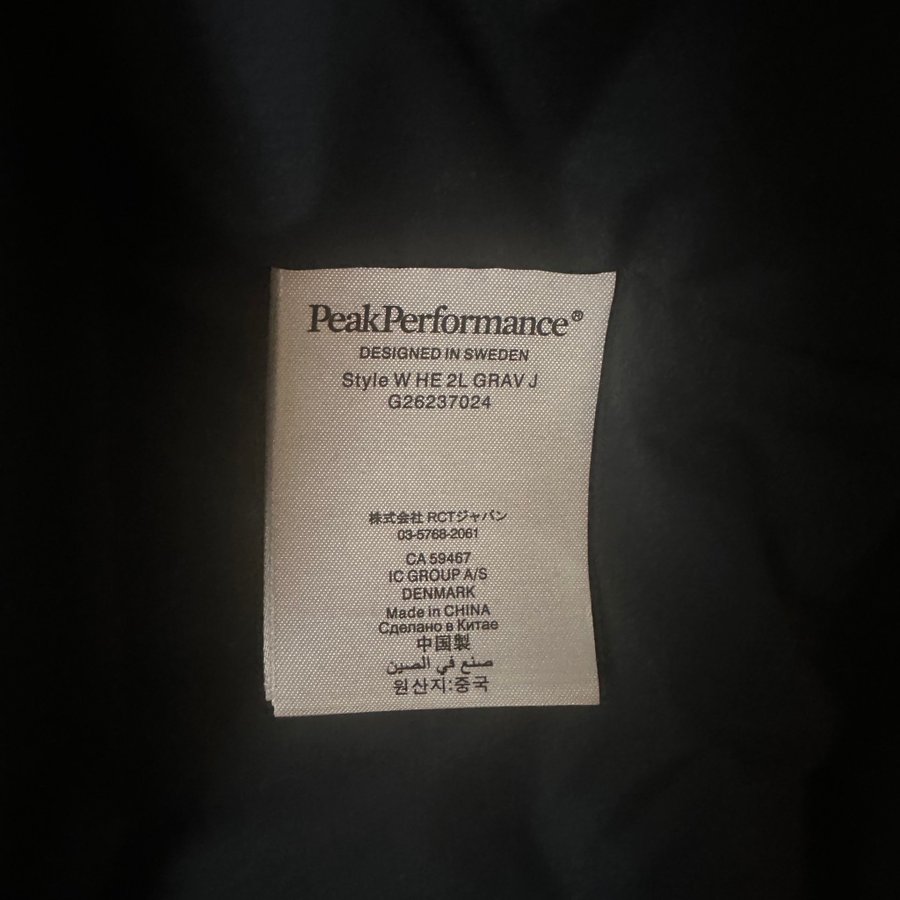 PeakPerformance®
DESIGNED IN SWEDEN
Style W HE 2L GRAV J
G26237024
株式会社 RCTジャパン
03-5768-2061
CA 59467
IC GROUP A/S
DENMARK
Made in CHINA
Сделано в Китае
中国製
صنع في الصين
원산지:중국